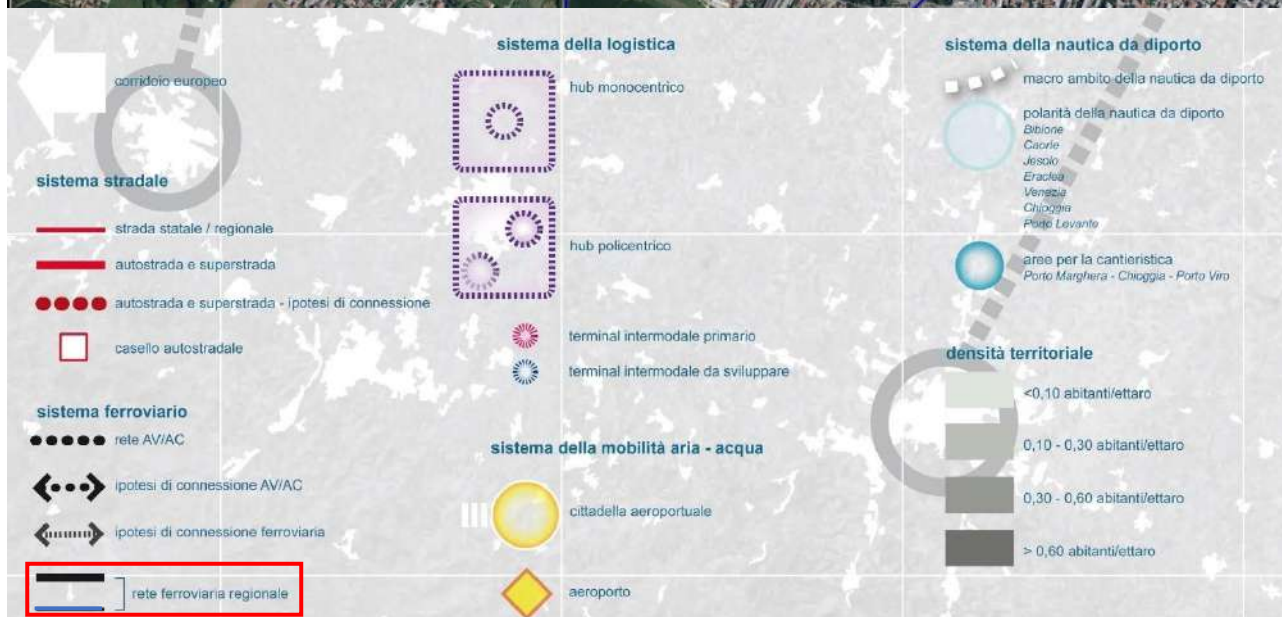 corridoio europeo
sistema stradale
strada statale / regionale
autostrada e superstrada
autostrada e superstrada - ipotesi di connessione
casello autostradale
sistema ferroviario
rete AV/AC
ipotesi di connessione AV/AC
ipotesi di connessione ferroviaria
rete ferroviaria regionale
sistema della logistica
hub monocentrico
hub policentrico
terminal intermodale primario
terminal intermodale da sviluppare
sistema della mobilità aria - acqua
cittadella aeroportuale
aeroporto
sistema della nautica da diporto
macro ambito della nautica da diporto
polarità della nautica da diporto
Bibione
Caorle
Jesolo
Eraclea
Venezia
Chioggia
Porto Levante
aree per la cantieristica
Porto Marghera - Chioggia - Porto Viro
densità territoriale
<0,10 abitanti/ettaro
0,10 - 0,30 abitanti/ettaro
0,30 - 0,60 abitanti/ettaro
> 0,60 abitanti/ettaro